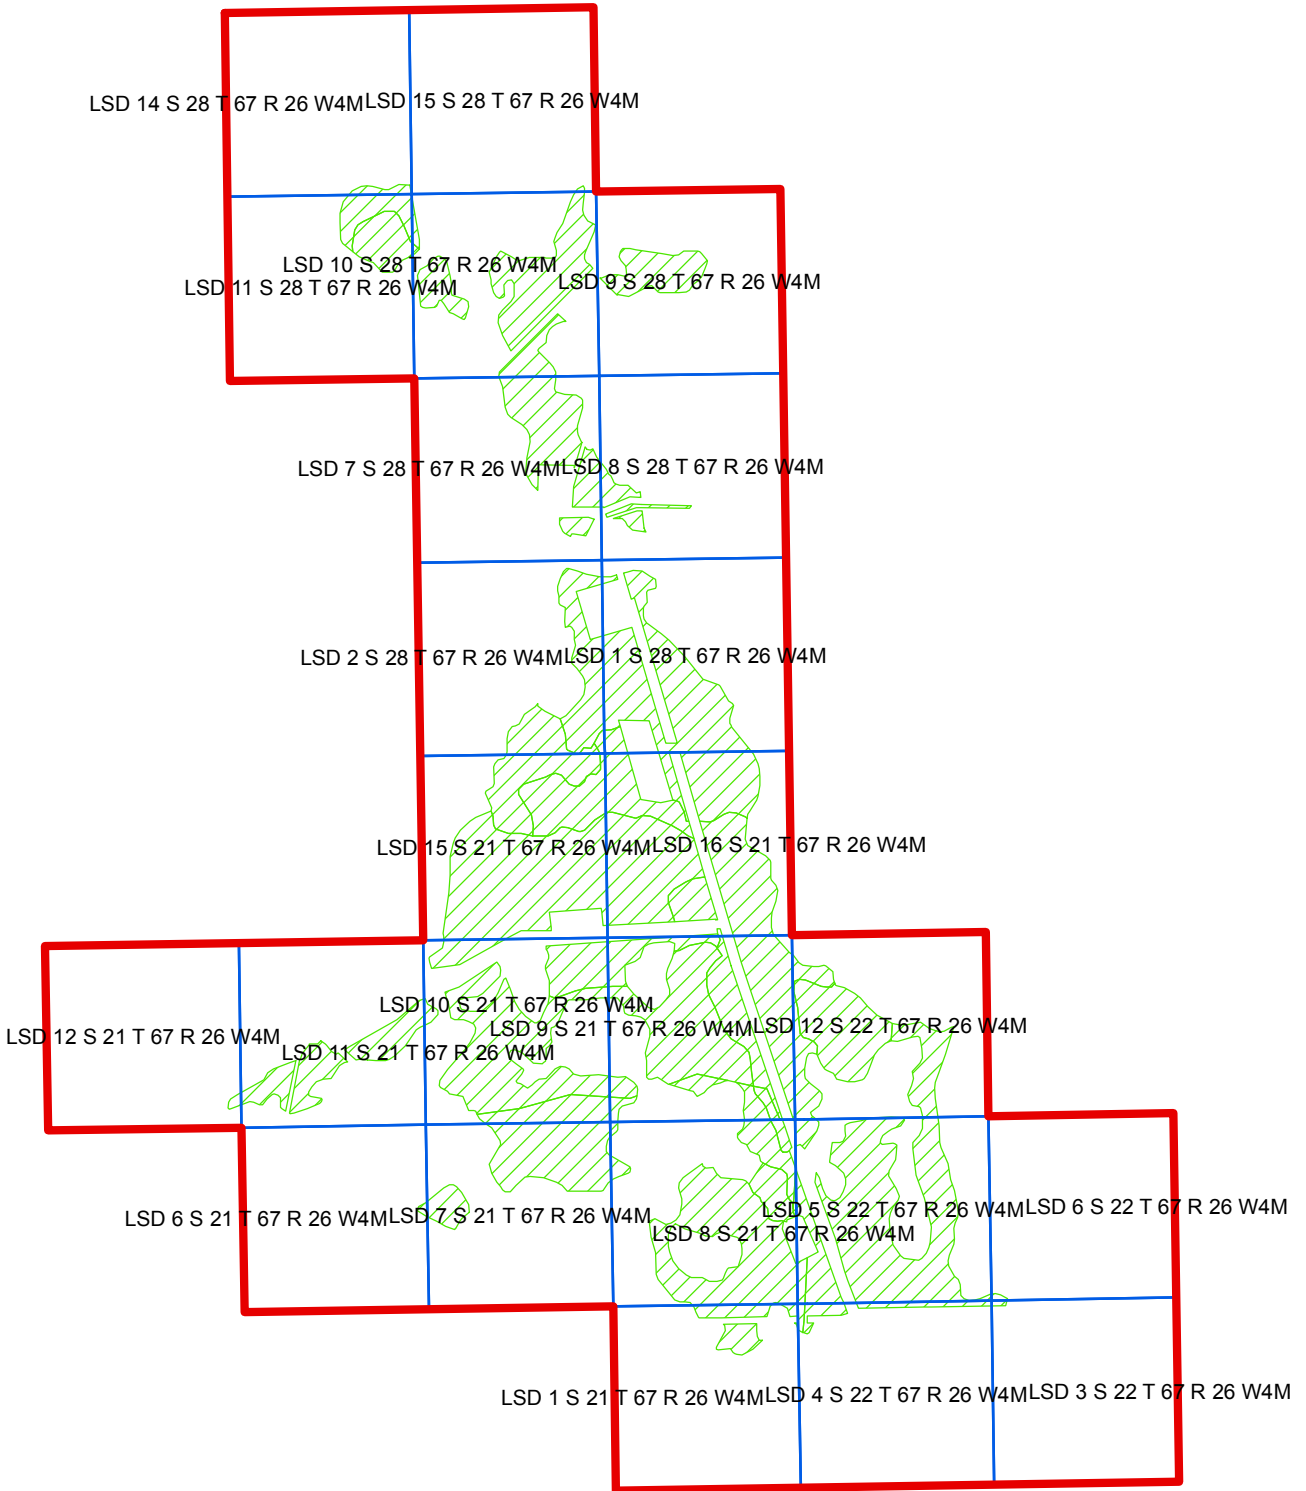 LSD 14 S 28 T 67 R 26 W4M
LSD 15 S 28 T 67 R 26 W4M
LSD 10 S 28 T 67 R 26 W4M
LSD 11 S 28 T 67 R 26 W4M
LSD 9 S 28 T 67 R 26 W4M
LSD 7 S 28 T 67 R 26 W4M
LSD 8 S 28 T 67 R 26 W4M
LSD 2 S 28 T 67 R 26 W4M
LSD 1 S 28 T 67 R 26 W4M
LSD 15 S 21 T 67 R 26 W4M
LSD 16 S 21 T 67 R 26 W4M
LSD 10 S 21 T 67 R 26 W4M
LSD 9 S 21 T 67 R 26 W4M
LSD 12 S 22 T 67 R 26 W4M
LSD 12 S 21 T 67 R 26 W4M
LSD 11 S 21 T 67 R 26 W4M
LSD 6 S 21 T 67 R 26 W4M
LSD 7 S 21 T 67 R 26 W4M
LSD 5 S 22 T 67 R 26 W4M
LSD 6 S 22 T 67 R 26 W4M
LSD 8 S 21 T 67 R 26 W4M
LSD 1 S 21 T 67 R 26 W4M
LSD 4 S 22 T 67 R 26 W4M
LSD 3 S 22 T 67 R 26 W4M